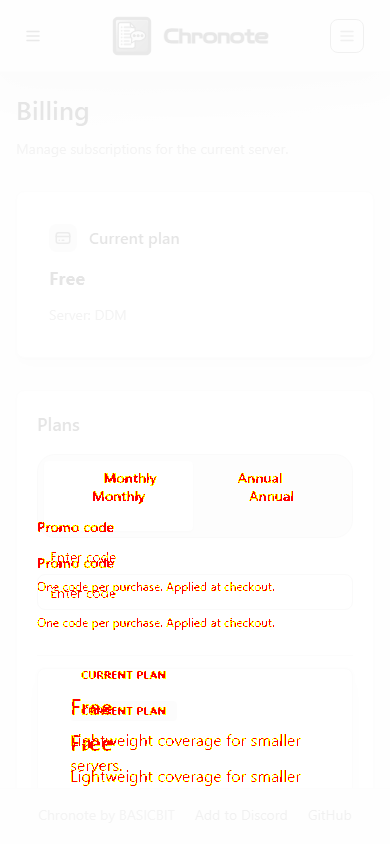 Chronote
Billing
Manage subscriptions for the current server.
Current plan
Free
Server: DDM
Plans
Monthly Annual
Monthly Annual
Promo code
Enter code
Promo code
One code per purchase. Applied at checkout.
Enter code
One code per purchase. Applied at checkout.
CURRENT PLAN
Free
CURRENT PLAN
Lightweight coverage for smaller
Free
servers.
Lightweight coverage for smaller
Chronote by BASICBIT Add to Discord GitHub